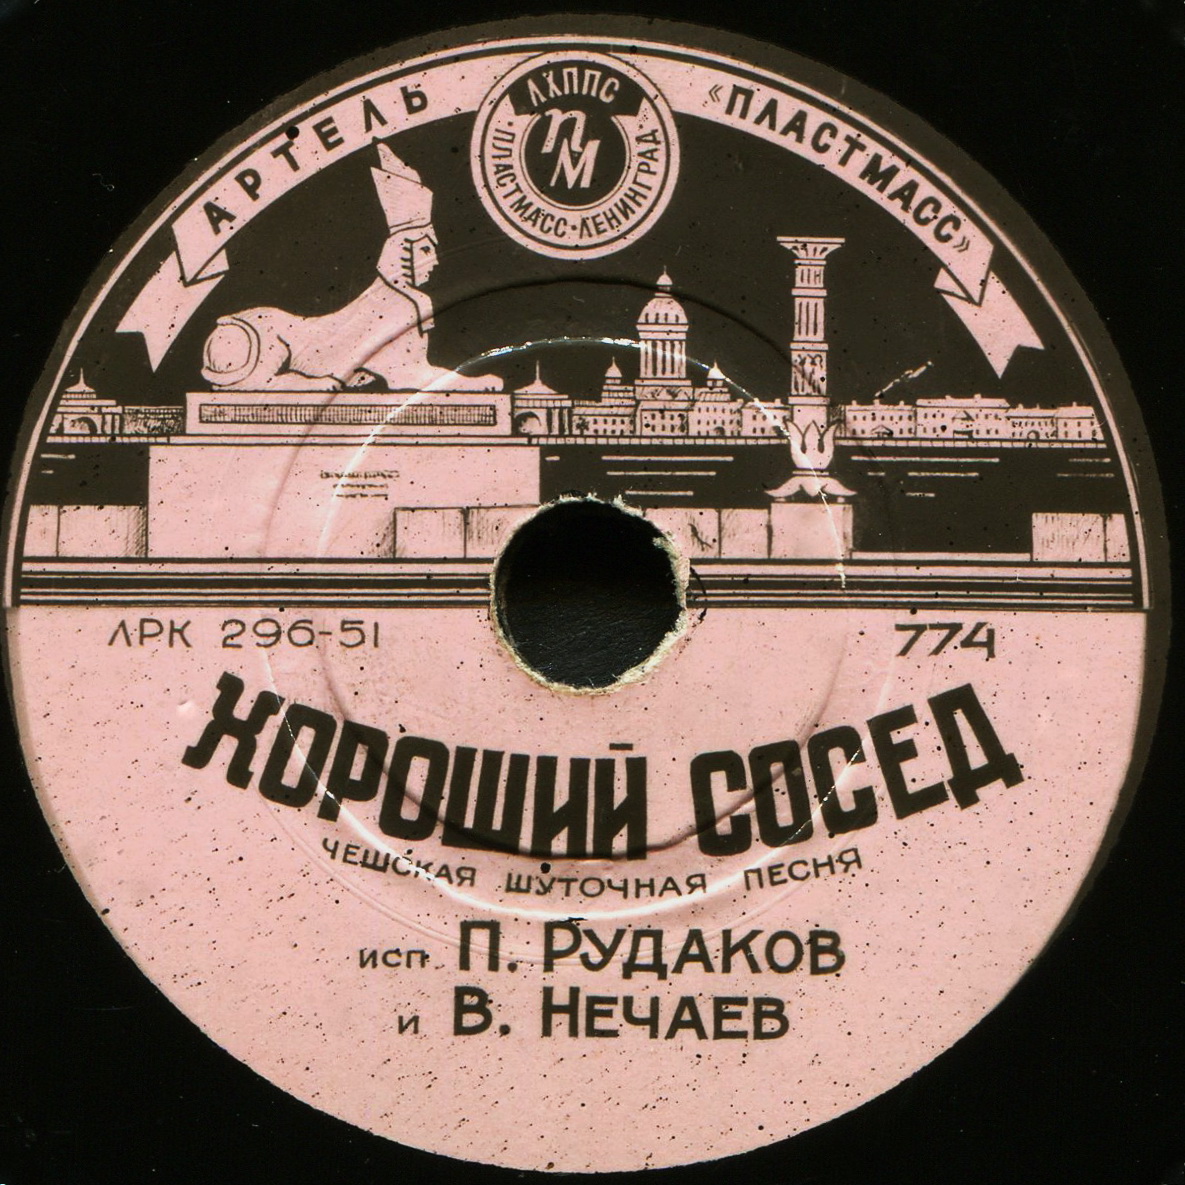 АРТЕЛЬ «ПЛАСТМАСС»
ЛХППС
ПМ
·ПЛАСТМАСС·ЛЕНИНГРАД·
ЛРК 296-51
774
ХОРОШИЙ СОСЕД
ЧЕШСКАЯ ШУТОЧНАЯ ПЕСНЯ
исп. П. РУДАКОВ
и В. НЕЧАЕВ